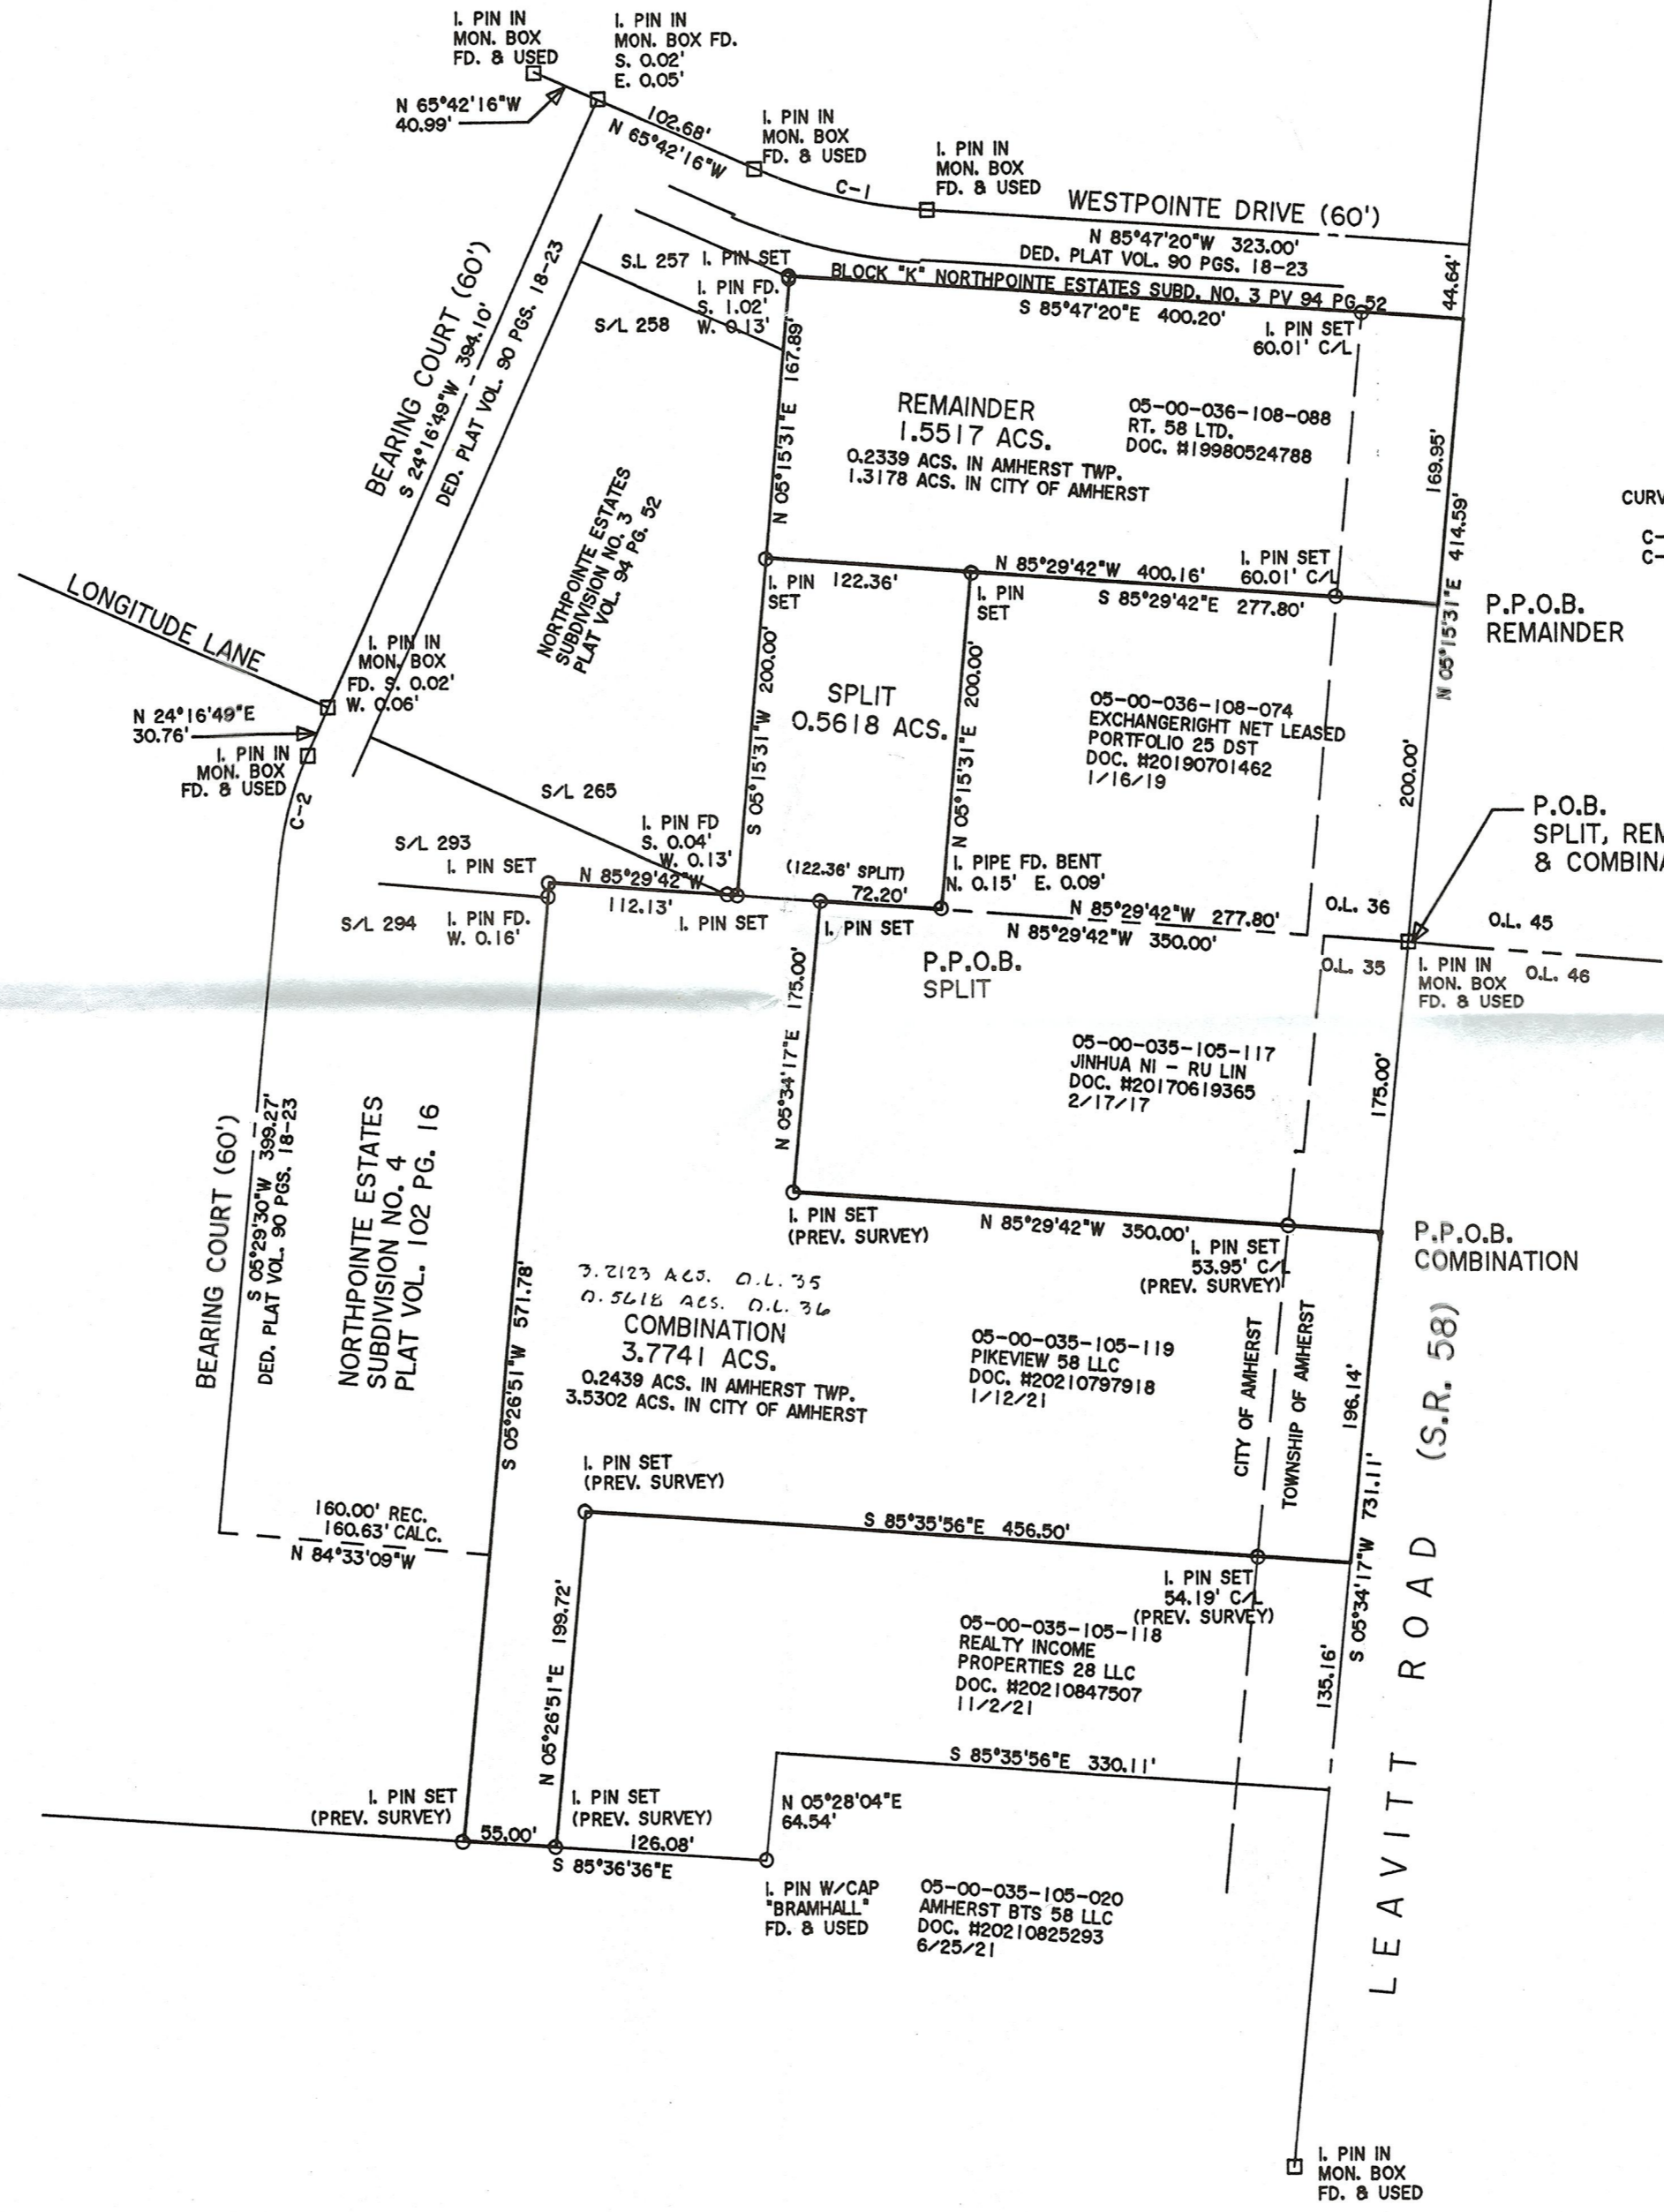 I. PIN IN
MON. BOX
FD. & USED
I. PIN IN
MON. BOX FD.
S. 0.02'
E. 0.05'
N 65°42'16"W
40.99'
102.68'
N 65°42'16"W
I. PIN IN
MON. BOX
FD. & USED
C-1
I. PIN IN
MON. BOX
FD. & USED
WESTPOINTE DRIVE (60')
N 85°47'20"W 323.00'
DED. PLAT VOL. 90 PGS. 18-23
BLOCK "K" NORTHPOINTE ESTATES SUBD. NO. 3 PV 94 PG. 52
S 85°47'20"E 400.20'
44.64'
S.L 257
I. PIN SET
I. PIN FD.
S. 1.02'
W. 0.13'
S/L 258
I. PIN SET
60.01' C/L
BEARING COURT (60')
S 24°16'49"W 394.10'
DED. PLAT VOL. 90 PGS. 18-23
N 05°15'31"E 167.89'
REMAINDER
1.5517 ACS.
0.2339 ACS. IN AMHERST TWP.
1.3178 ACS. IN CITY OF AMHERST
05-00-036-108-088
RT. 58 LTD.
DOC. #19980524788
169.95'
N 05°15'31"E 414.59'
CURV
C-
C-
NORTHPOINTE ESTATES
SUBDIVISION NO. 3
PLAT VOL. 94 PG. 52
I. PIN
SET
122.36'
N 85°29'42"W 400.16'
I. PIN SET
60.01' C/L
I. PIN
SET
S 85°29'42"E 277.80'
P.P.O.B.
REMAINDER
LONGITUDE LANE
I. PIN IN
MON. BOX
FD. S. 0.02'
W. 0.06'
N 24°16'49"E
30.76'
I. PIN IN
MON. BOX
FD. & USED
C-2
S 05°15'31"W 200.00'
SPLIT
0.5618 ACS.
N 05°15'31"E 200.00'
05-00-036-108-074
EXCHANGERIGHT NET LEASED
PORTFOLIO 25 DST
DOC. #20190701462
1/16/19
200.00'
P.O.B.
SPLIT, REM
& COMBINA
S/L 265
I. PIN FD
S. 0.04'
W. 0.13'
S/L 293
I. PIN SET
N 85°29'42"W
112.13'
I. PIN SET
(122.36' SPLIT)
72.20'
I. PIPE FD. BENT
N. 0.15' E. 0.09'
I. PIN SET
S/L 294
I. PIN FD.
W. 0.16'
N 85°29'42"W 277.80'
N 85°29'42"W 350.00'
O.L. 36
O.L. 45
O.L. 35
O.L. 46
I. PIN IN
MON. BOX
FD. & USED
P.P.O.B.
SPLIT
N 05°34'17"E 175.00'
05-00-035-105-117
JINHUA NI - RU LIN
DOC. #20170619365
2/17/17
175.00'
BEARING COURT (60')
S 05°29'30"W 399.27'
DED. PLAT VOL. 90 PGS. 18-23
NORTHPOINTE ESTATES
SUBDIVISION NO. 4
PLAT VOL. 102 PG. 16
I. PIN SET
(PREV. SURVEY)
N 85°29'42"W 350.00'
I. PIN SET
53.95' C/L
(PREV. SURVEY)
P.P.O.B.
COMBINATION
S 05°26'51"W 571.78'
3.2123 ACS. O.L. 35
0.5618 ACS. O.L. 36
COMBINATION
3.7741 ACS.
0.2439 ACS. IN AMHERST TWP.
3.5302 ACS. IN CITY OF AMHERST
05-00-035-105-119
PIKEVIEW 58 LLC
DOC. #20210797918
1/12/21
CITY OF AMHERST
TOWNSHIP OF AMHERST
196.14'
S 05°34'17"W 731.11'
LEAVITT ROAD (S.R. 58)
I. PIN SET
(PREV. SURVEY)
160.00' REC.
160.63' CALC.
N 84°33'09"W
S 85°35'56"E 456.50'
I. PIN SET
54.19' C/L
(PREV. SURVEY)
N 05°26'51"E 199.72'
05-00-035-105-118
REALTY INCOME
PROPERTIES 28 LLC
DOC. #20210847507
11/2/21
135.16'
S 85°35'56"E 330.11'
I. PIN SET
(PREV. SURVEY)
I. PIN SET
(PREV. SURVEY)
N 05°28'04"E
64.54'
55.00'
126.08'
S 85°36'36"E
I. PIN W/CAP
"BRAMHALL"
FD. & USED
05-00-035-105-020
AMHERST BTS 58 LLC
DOC. #20210825293
6/25/21
I. PIN IN
MON. BOX
FD. & USED